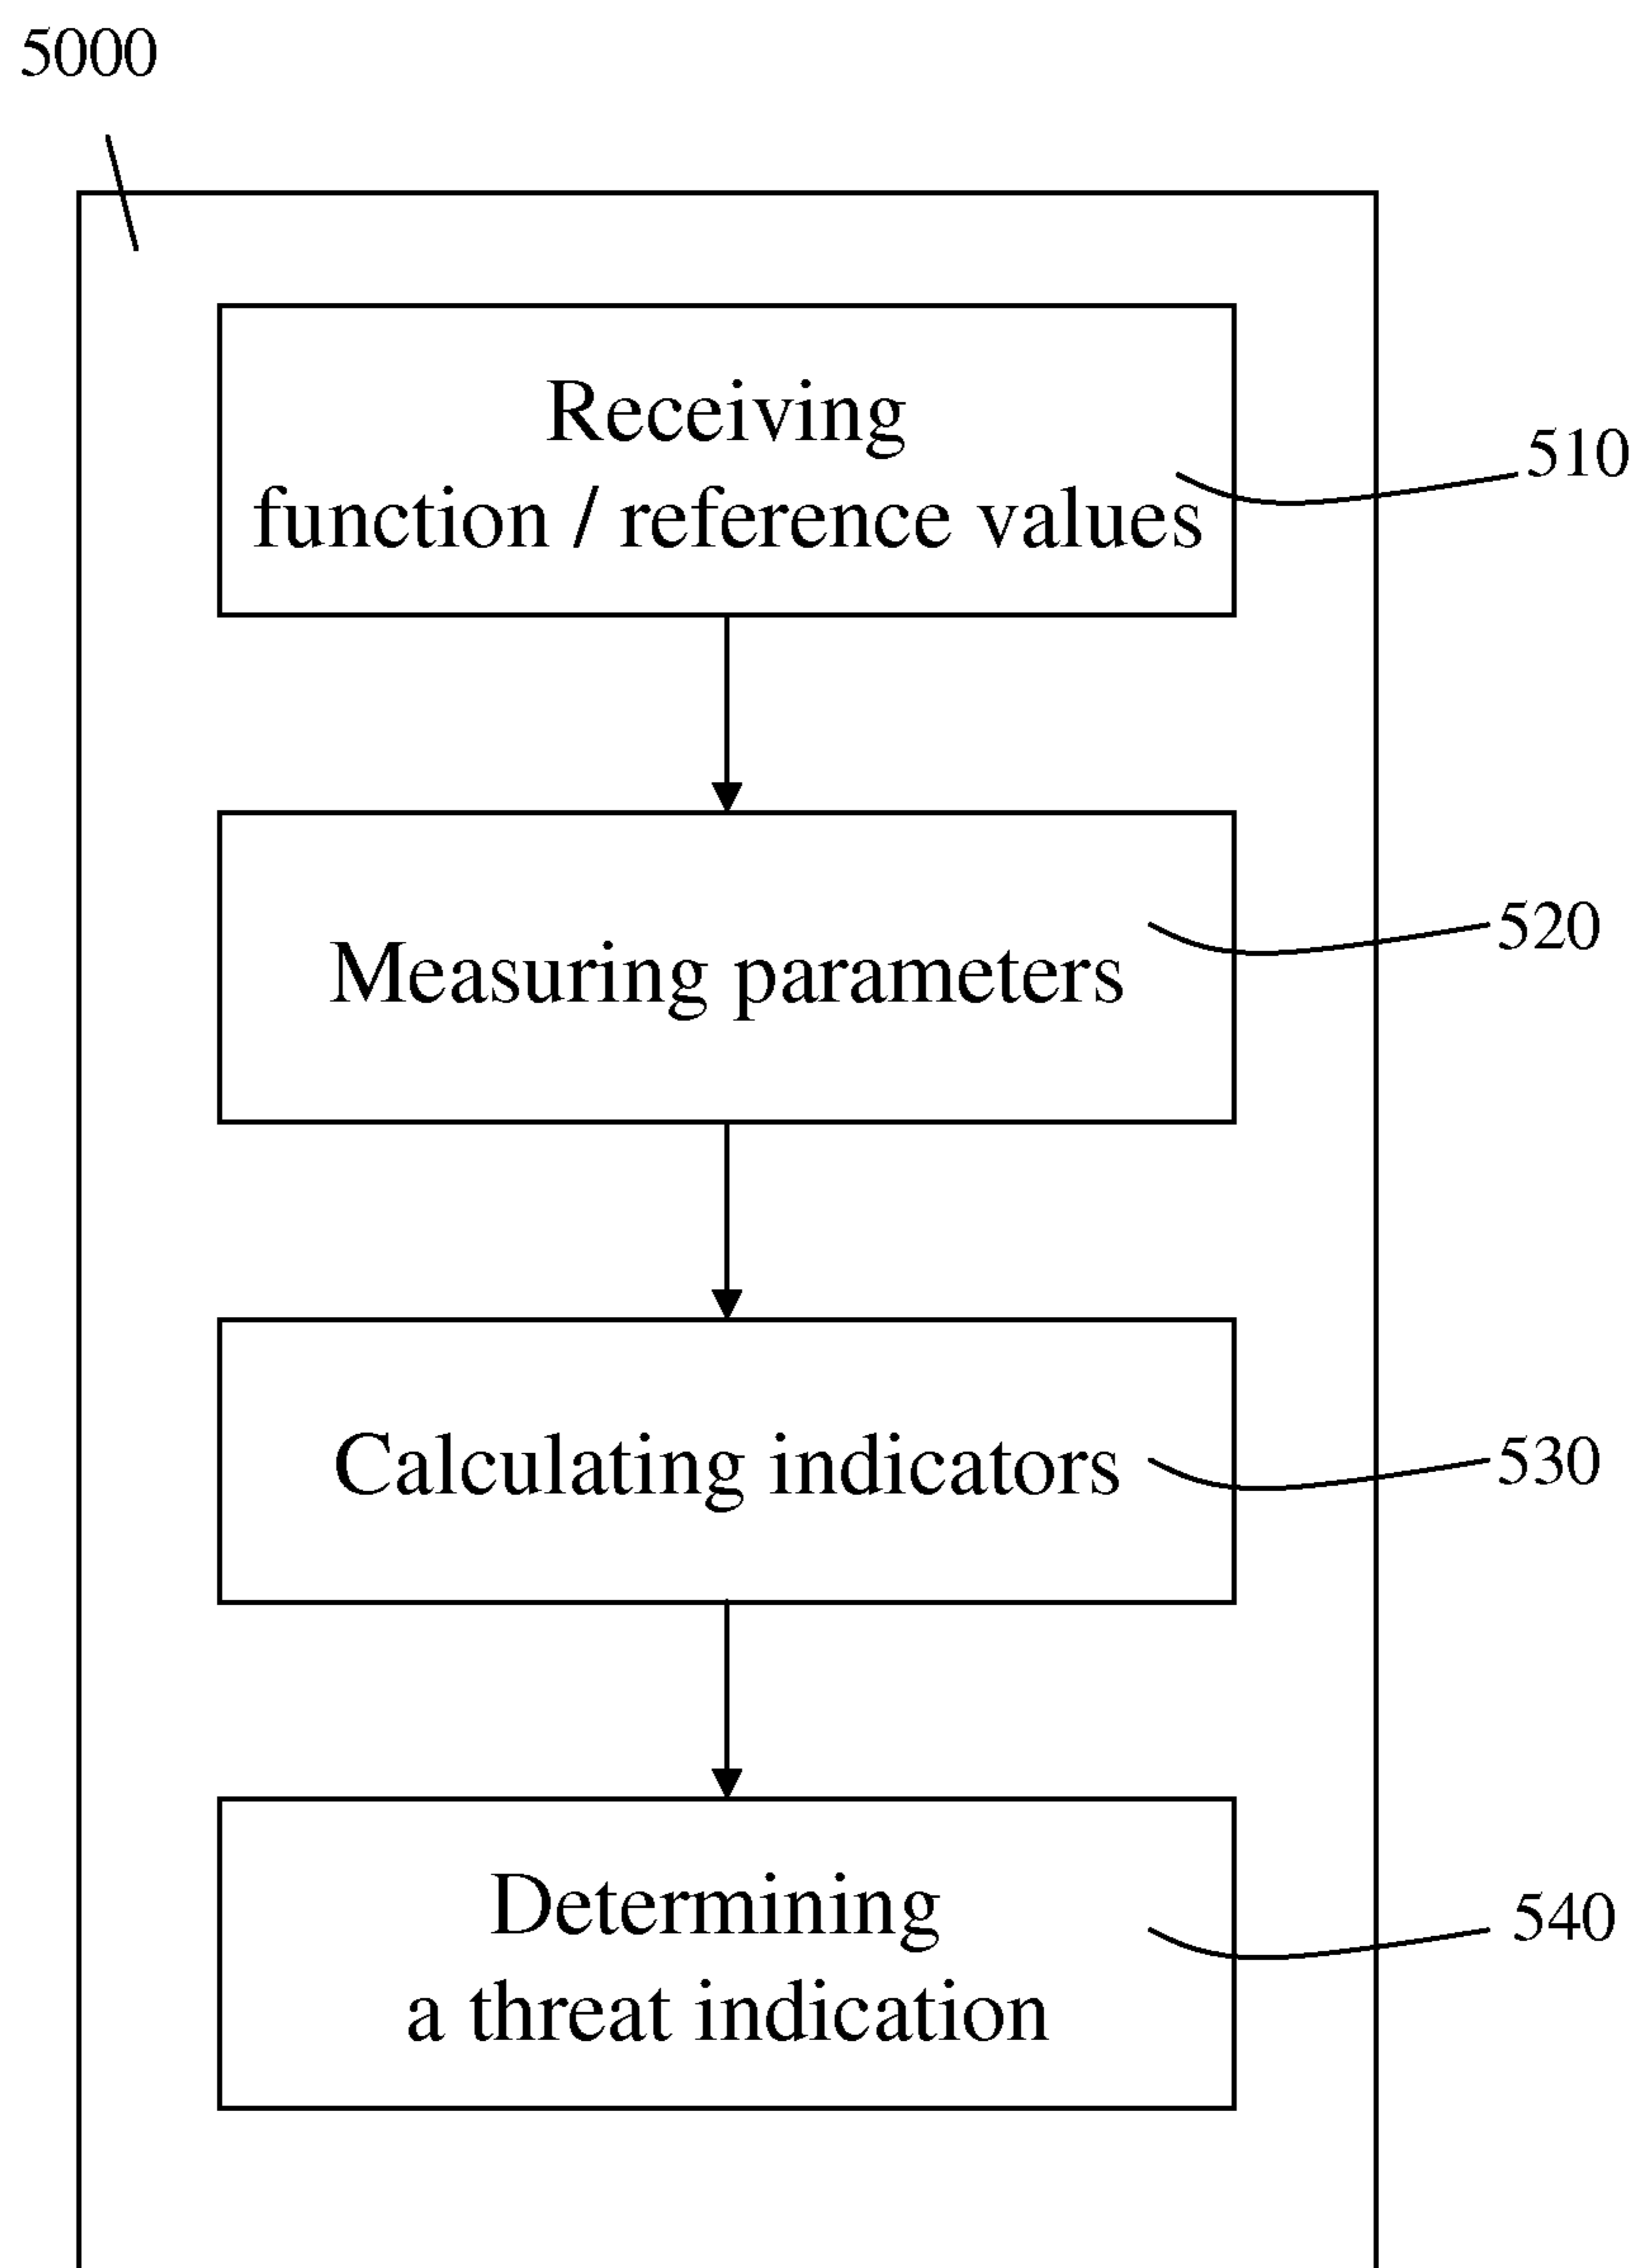 5000
Receiving
function / reference values
510
Measuring parameters
520
Calculating indicators
530
Determining
a threat indication
540